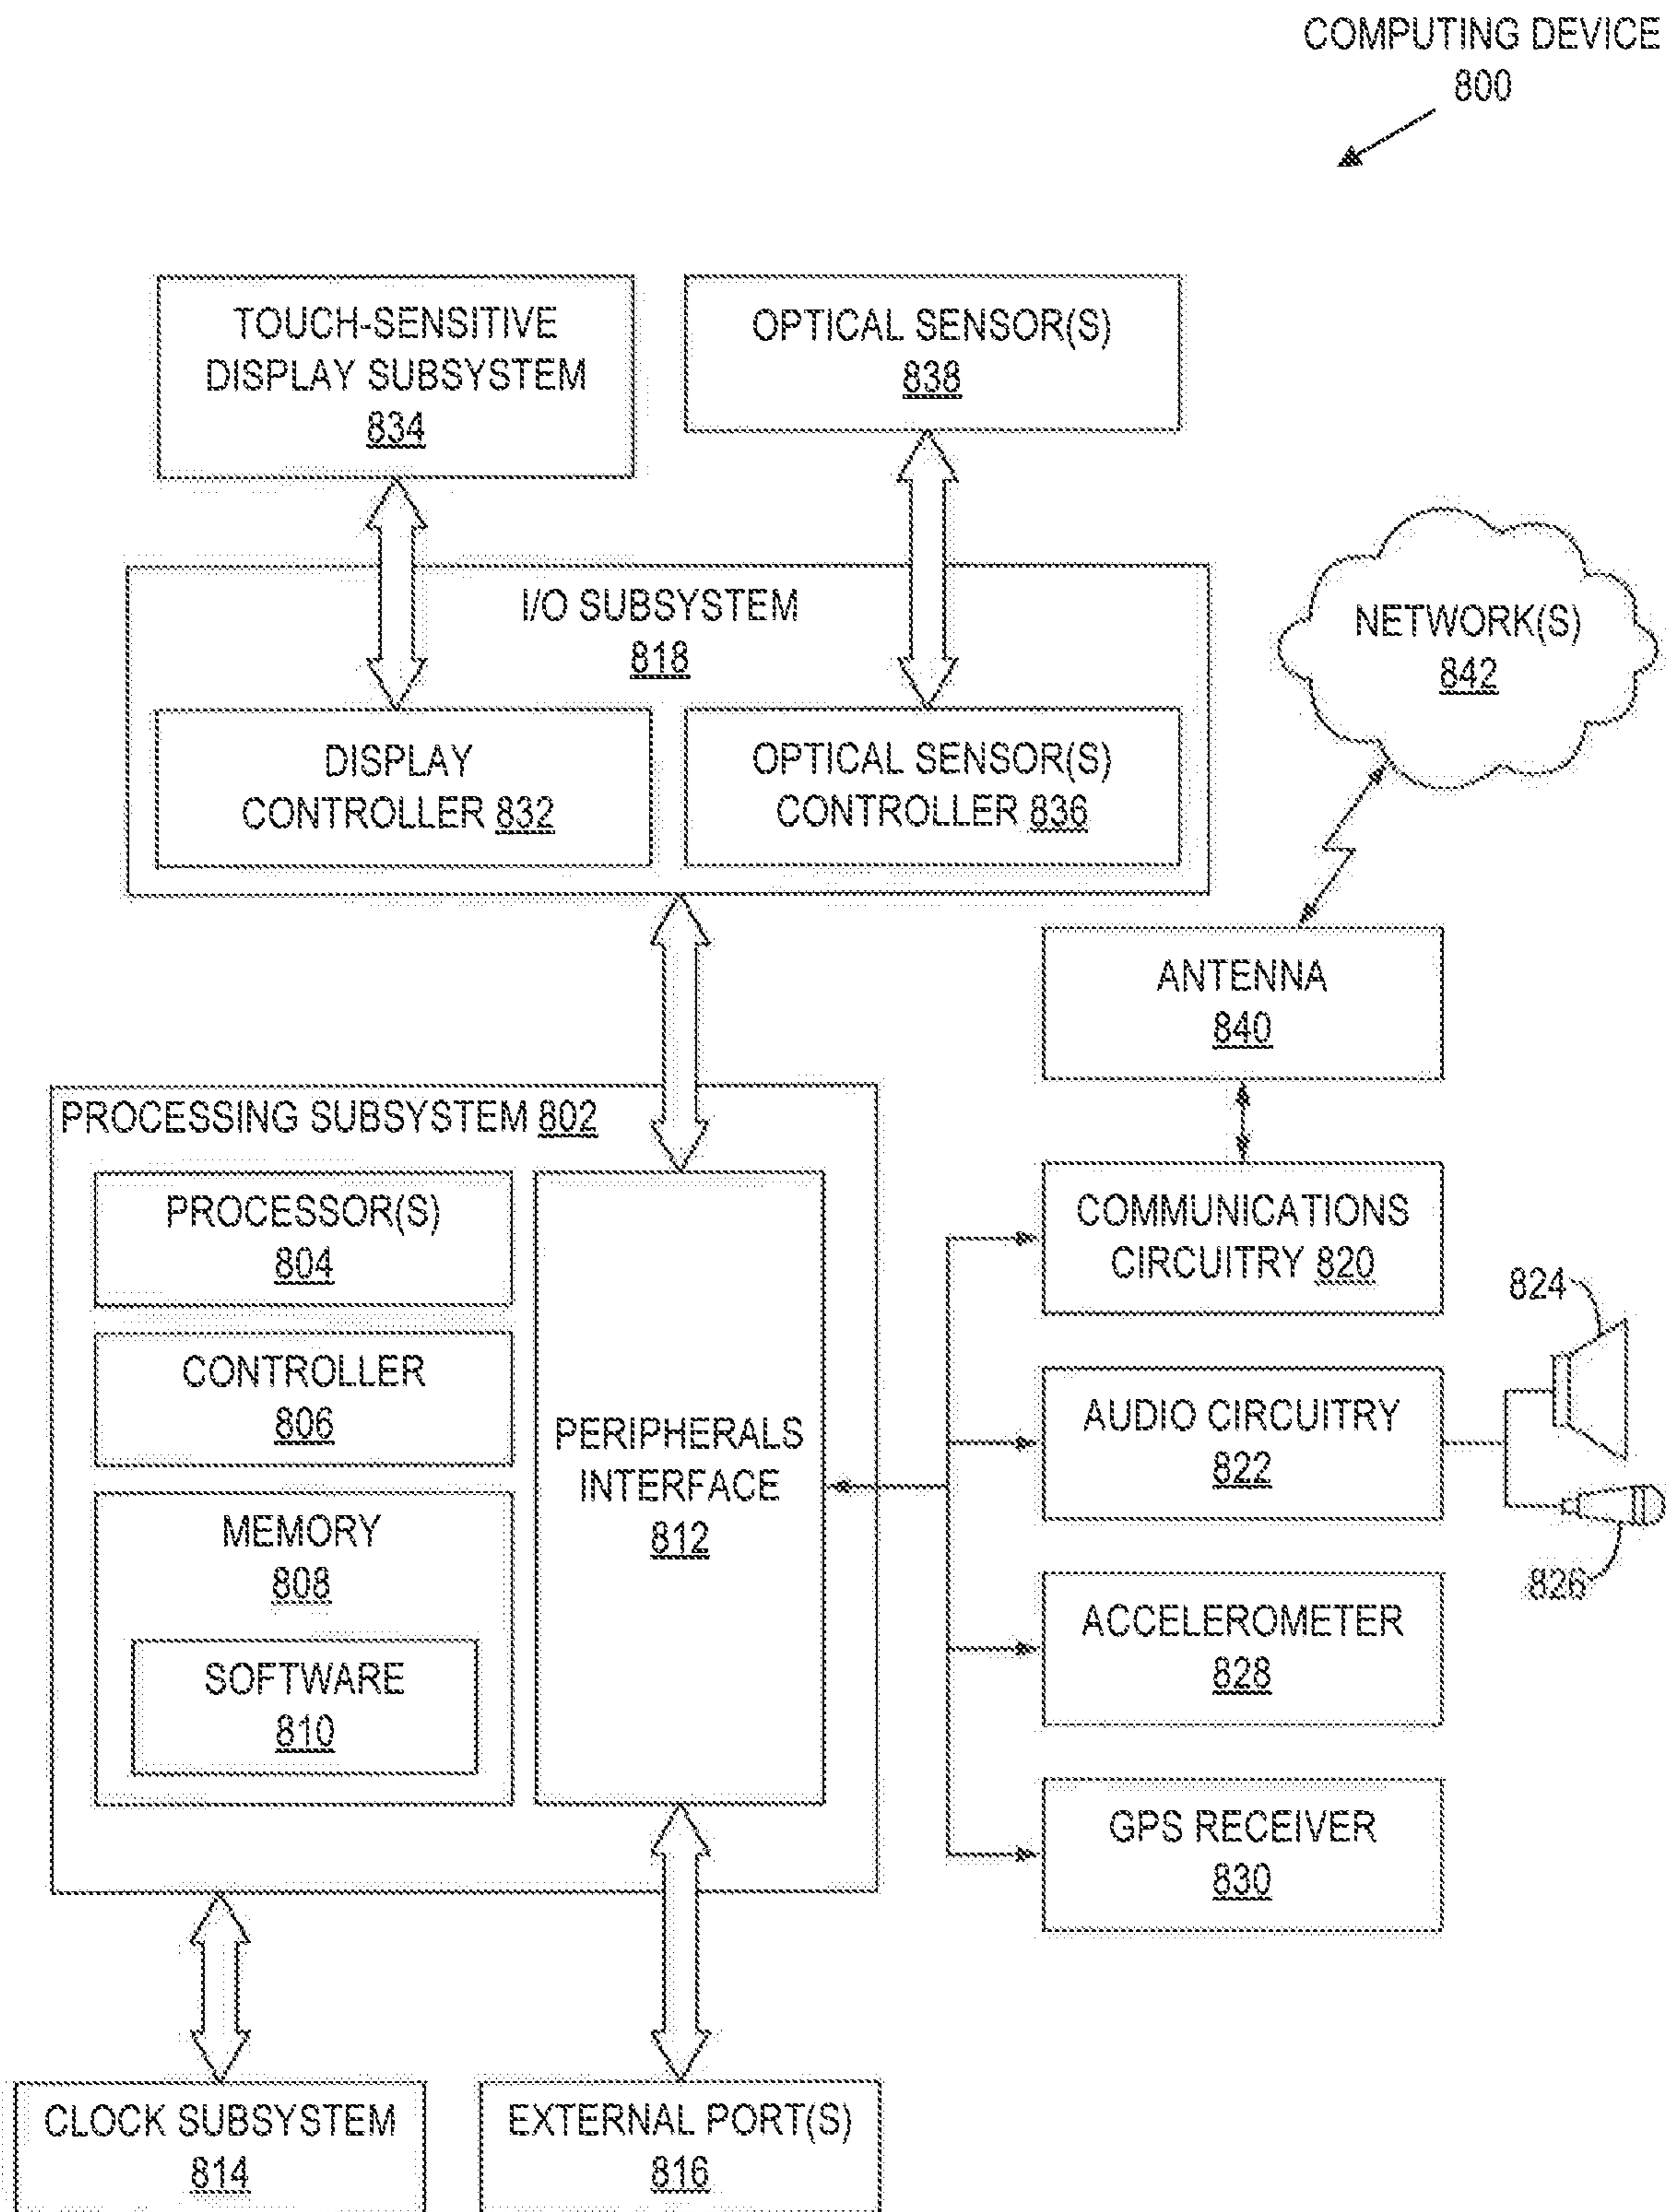 COMPUTING DEVICE
800
TOUCH-SENSITIVE
DISPLAY SUBSYSTEM
834
OPTICAL SENSOR(S)
838
I/O SUBSYSTEM
818
DISPLAY
CONTROLLER 832
OPTICAL SENSOR(S)
CONTROLLER 836
NETWORK(S)
842
ANTENNA
840
PROCESSING SUBSYSTEM 802
PROCESSOR(S)
804
CONTROLLER
806
MEMORY
808
SOFTWARE
810
PERIPHERALS
INTERFACE
812
COMMUNICATIONS
CIRCUITRY 820
AUDIO CIRCUITRY
822
824
826
ACCELEROMETER
828
GPS RECEIVER
830
CLOCK SUBSYSTEM
814
EXTERNAL PORT(S)
816